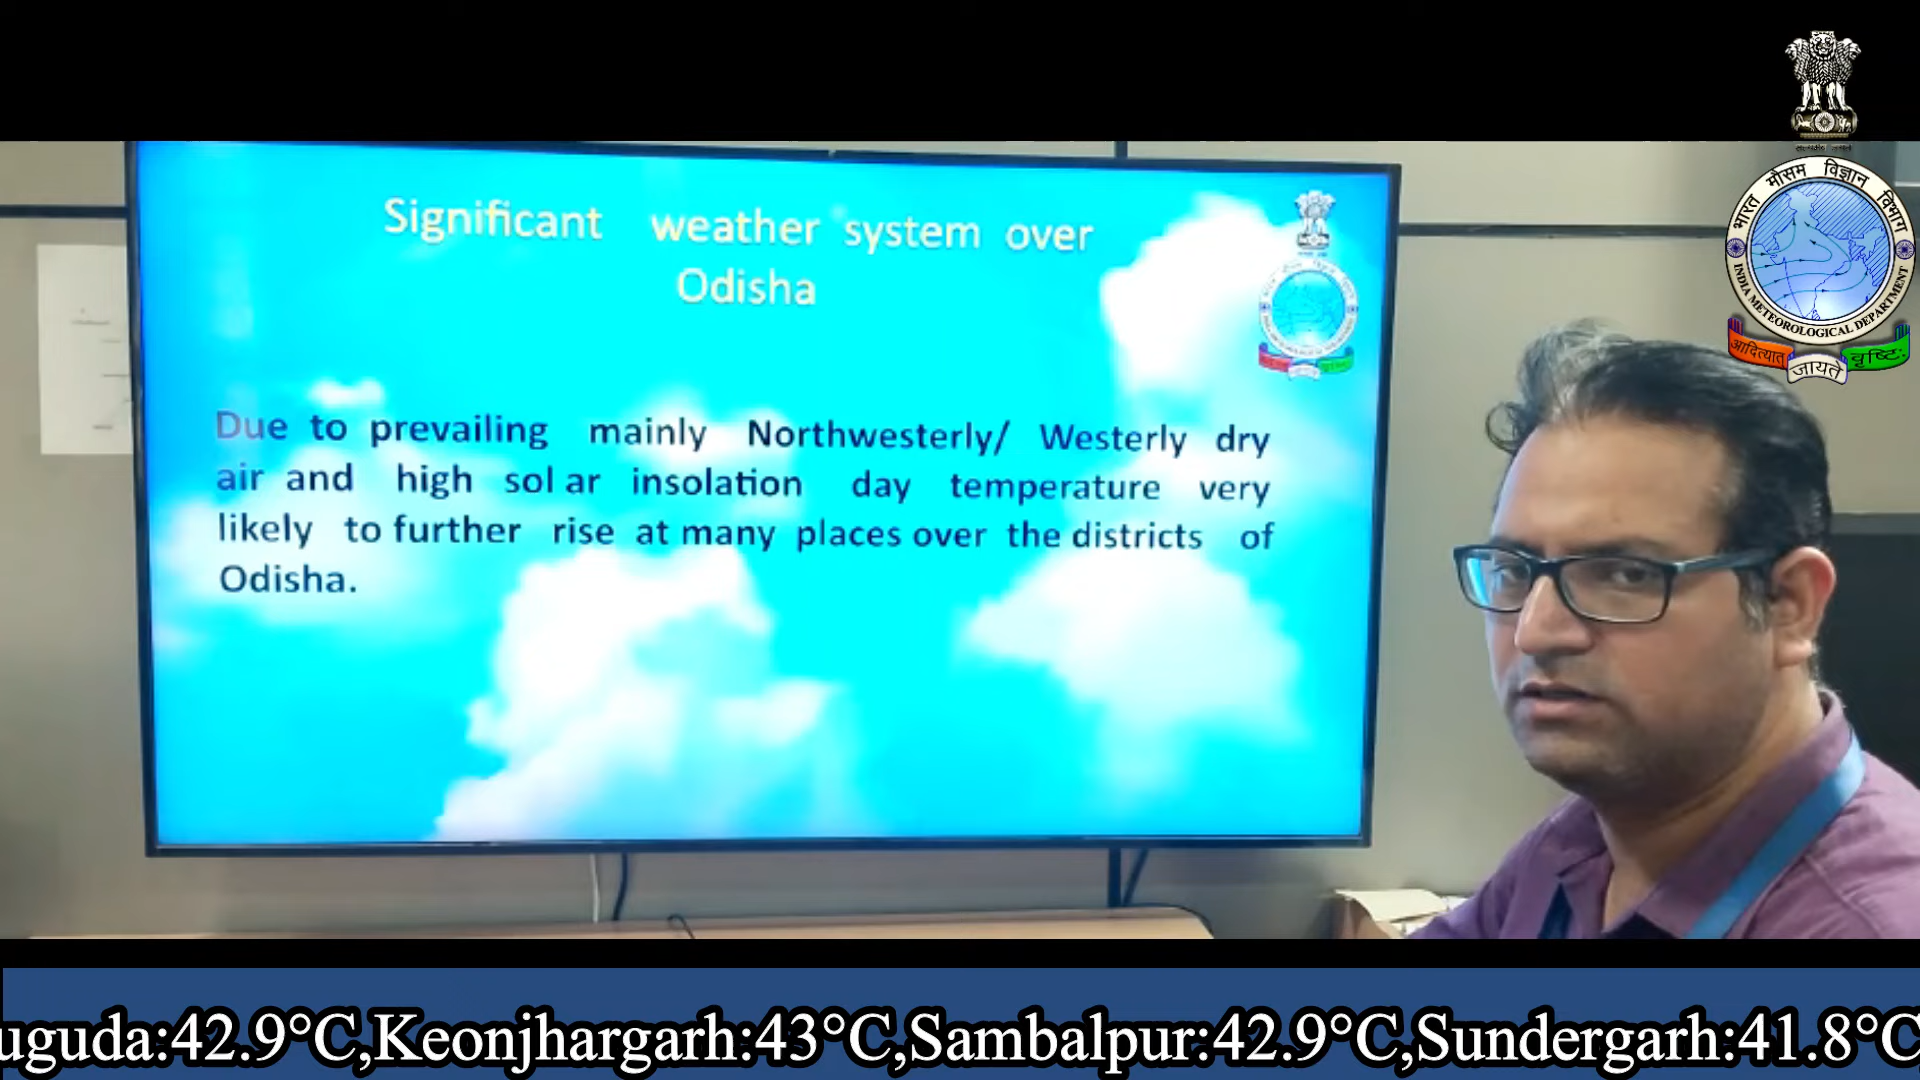 Significant weather system over
Odisha
Due to prevailing mainly Northwesterly/ Westerly dry
air and high sol ar insolation day temperature very
likely to further rise at many places over the districts of
Odisha.
भारत मौसम विज्ञान विभाग
INDIA METEOROLOGICAL DEPARTMENT
आदित्यात् जायते वृष्टिः
uguda:42.9°C,Keonjhargarh:43°C,Sambalpur:42.9°C,Sundergarh:41.8°C